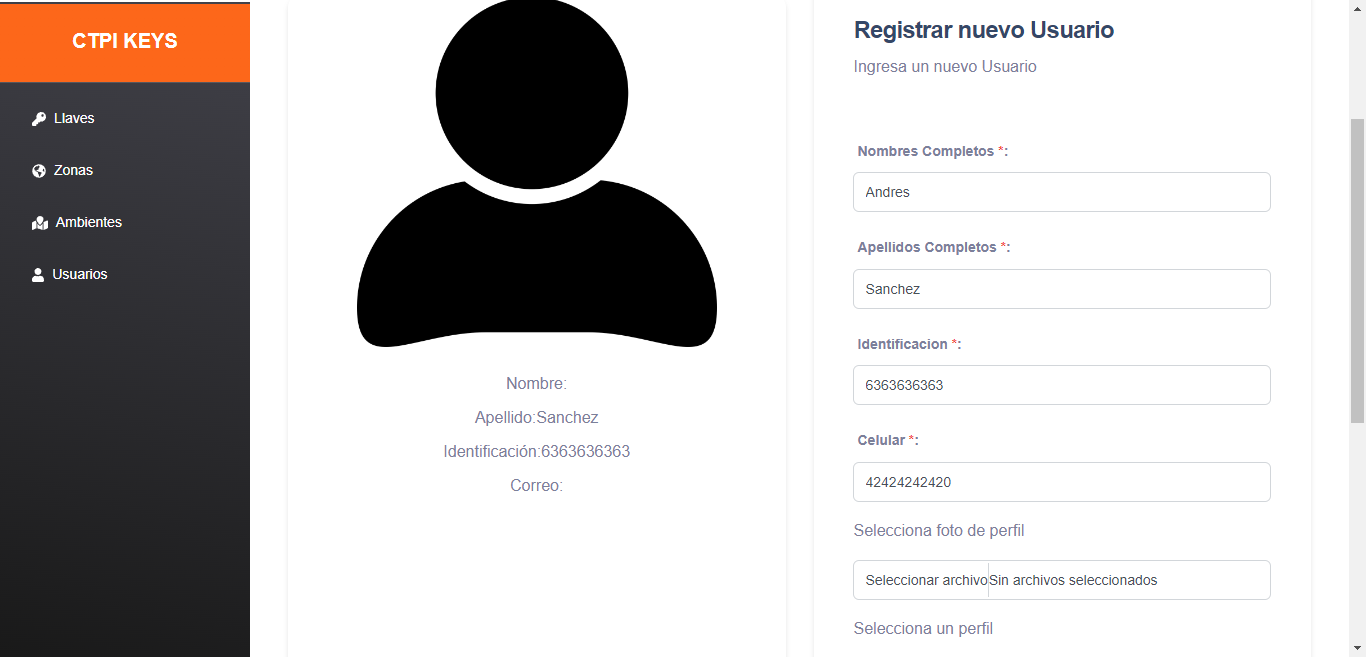 CTPI KEYS
Llaves
Zonas
Ambientes
Usuarios
Nombre:
Apellido:Sanchez
Identificación:6363636363
Correo:
Registrar nuevo Usuario
Ingresa un nuevo Usuario
Nombres Completos *:
Andres
Apellidos Completos *:
Sanchez
Identificacion *:
6363636363
Celular *:
42424242420
Selecciona foto de perfil
Seleccionar archivo Sin archivos seleccionados
Selecciona un perfil